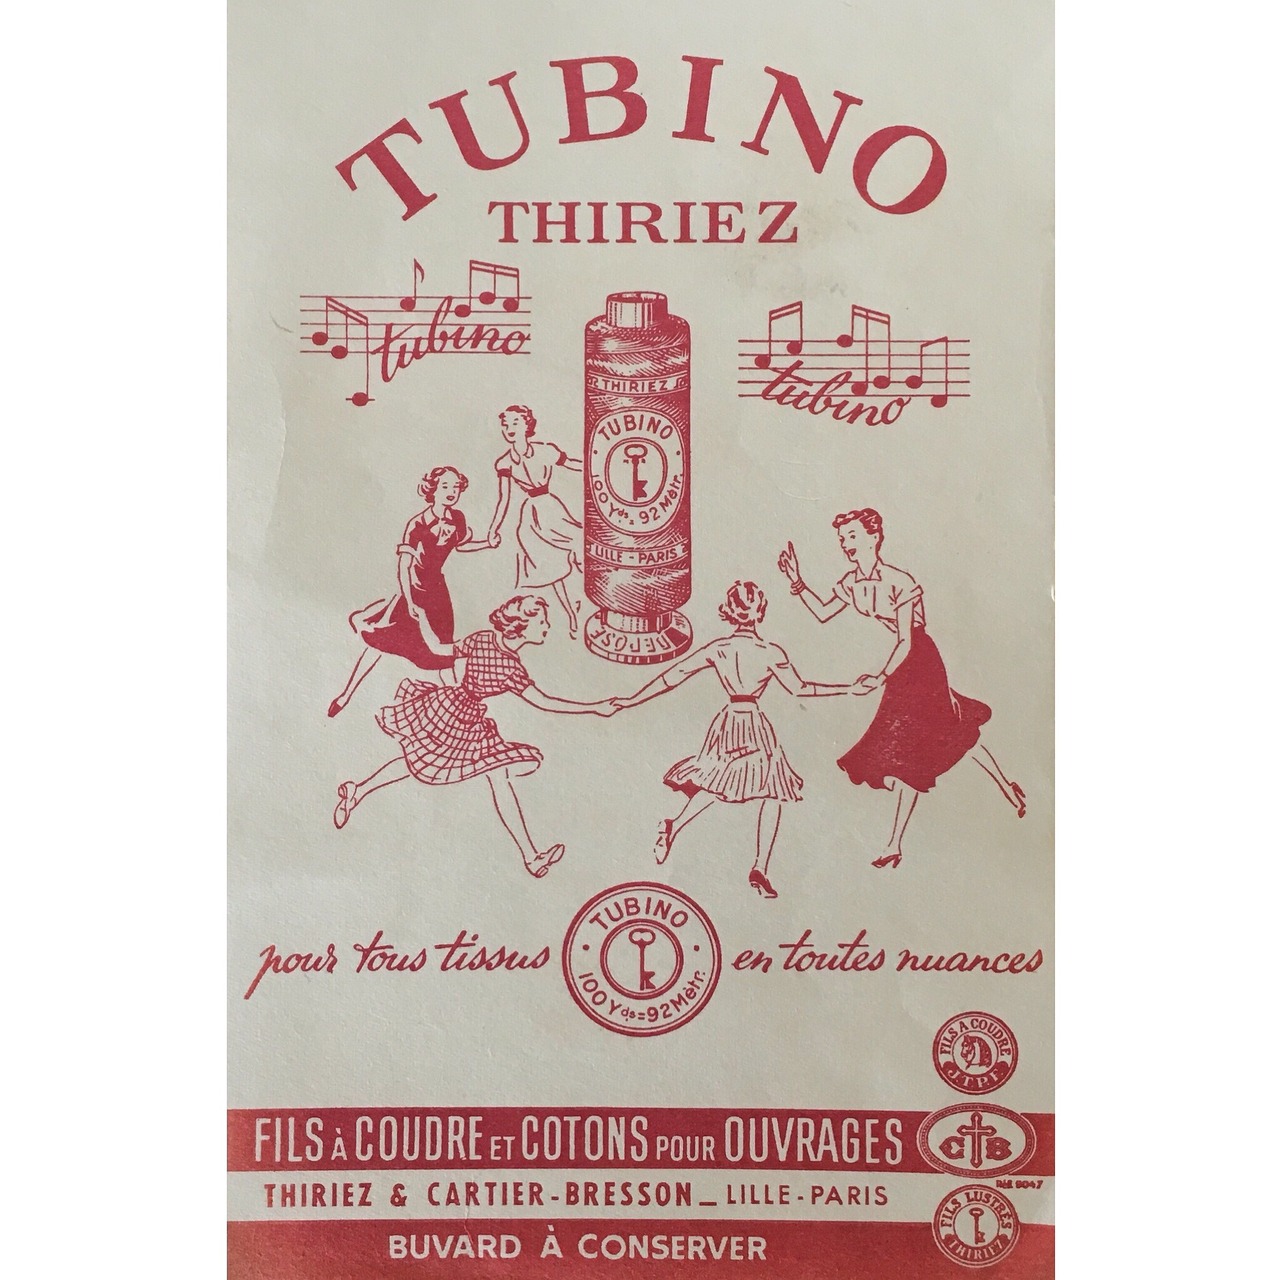 TUBINO
THIRIEZ
tubino
tubino
THIRIEZ
TUBINO
100 Yds = 92 Mètr.
LILLE - PARIS
DÉPOSÉ
pour tous tissus
TUBINO
100 Yds = 92 Mètr.
en toutes nuances
FILS A COUDRE
J.T.P.F.
FILS À COUDRE ET COTONS POUR OUVRAGES
C B
Réf. 9047
THIRIEZ & CARTIER-BRESSON _ LILLE-PARIS
FILS LUSTRÉS
THIRIEZ
BUVARD À CONSERVER